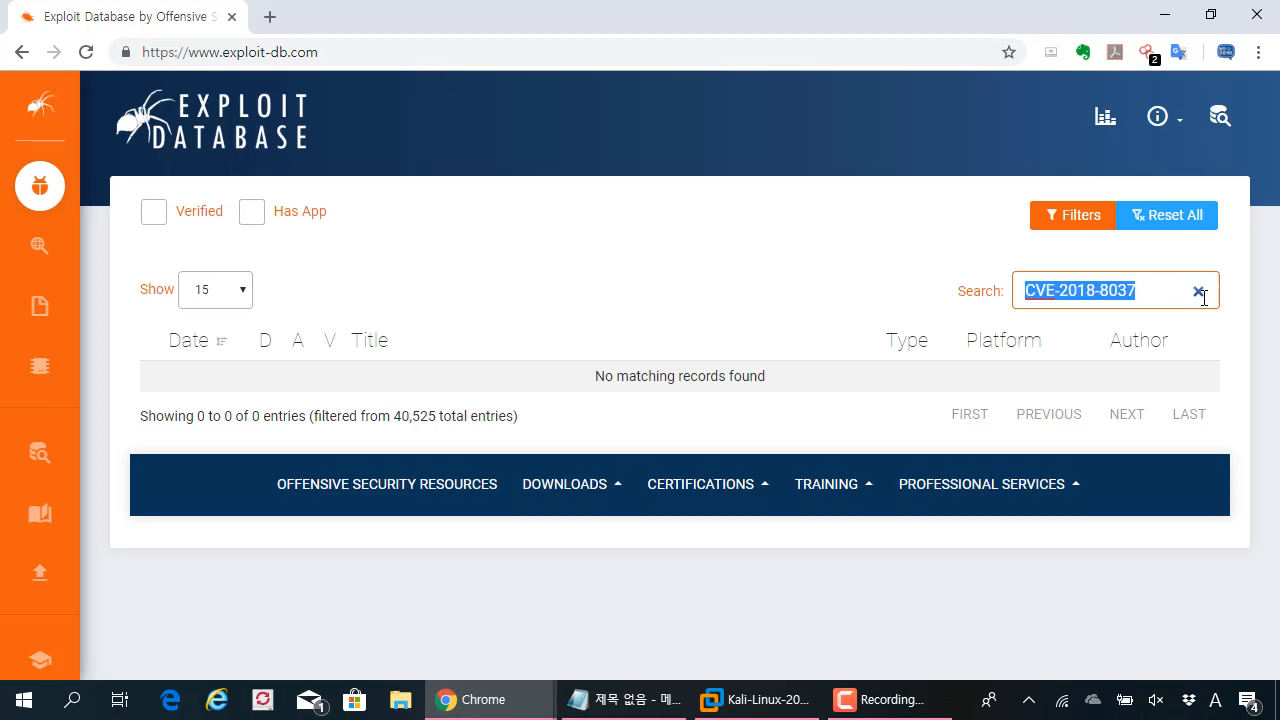 Exploit Database by Offensive S
https://www.exploit-db.com
2
EXPLOIT
DATABASE
Verified
Has App
Filters
Reset All
Show
15
Search:
CVE-2018-8037
Date
D
A
V
Title
Type
Platform
Author
No matching records found
Showing 0 to 0 of 0 entries (filtered from 40,525 total entries)
FIRST
PREVIOUS
NEXT
LAST
OFFENSIVE SECURITY RESOURCES
DOWNLOADS
CERTIFICATIONS
TRAINING
PROFESSIONAL SERVICES
1
Chrome
제목 없음 - 메...
Kali-Linux-20...
Recording...
A
4